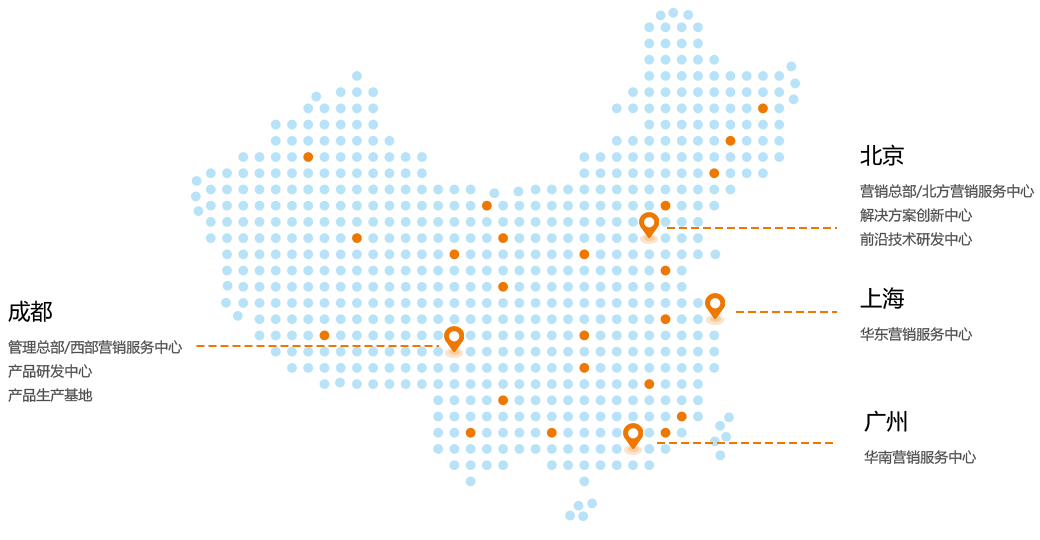 北京
营销总部/北方营销服务中心
解决方案创新中心
前沿技术研发中心
上海
华东营销服务中心
成都
管理总部/西部营销服务中心
产品研发中心
产品生产基地
广州
华南营销服务中心